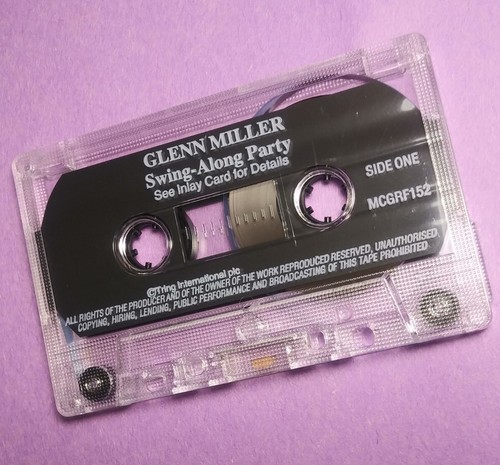 GLENN MILLER
Swing-Along Party
See Inlay Card for Details
SIDE ONE
MCGRF152
©Tring International plc
ALL RIGHTS OF THE PRODUCER AND OF THE OWNER OF THE WORK REPRODUCED RESERVED, UNAUTHORISED
COPYING, HIRING, LENDING, PUBLIC PERFORMANCE AND BROADCASTING OF THIS TAPE PROHIBITED